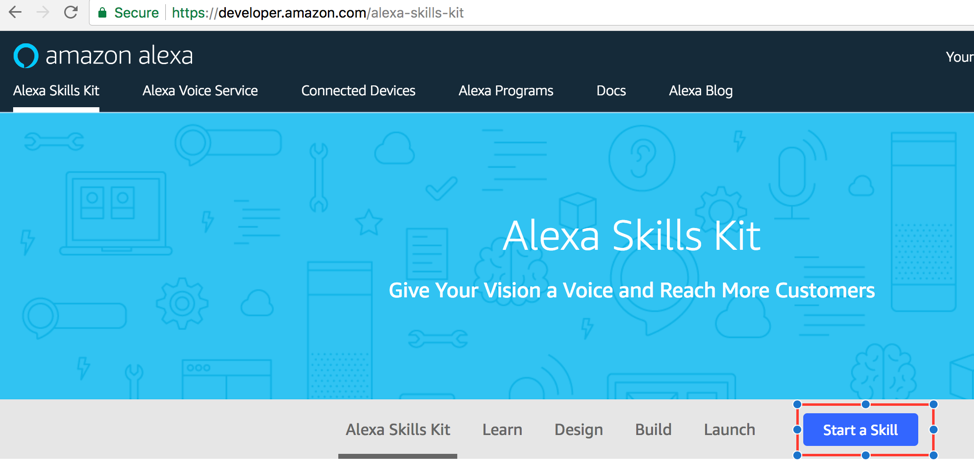 Secure https://developer.amazon.com/alexa-skills-kit
amazon alexa
Your
Alexa Skills Kit Alexa Voice Service Connected Devices Alexa Programs Docs Alexa Blog
Alexa Skills Kit
Give Your Vision a Voice and Reach More Customers
Alexa Skills Kit Learn Design Build Launch Start a Skill